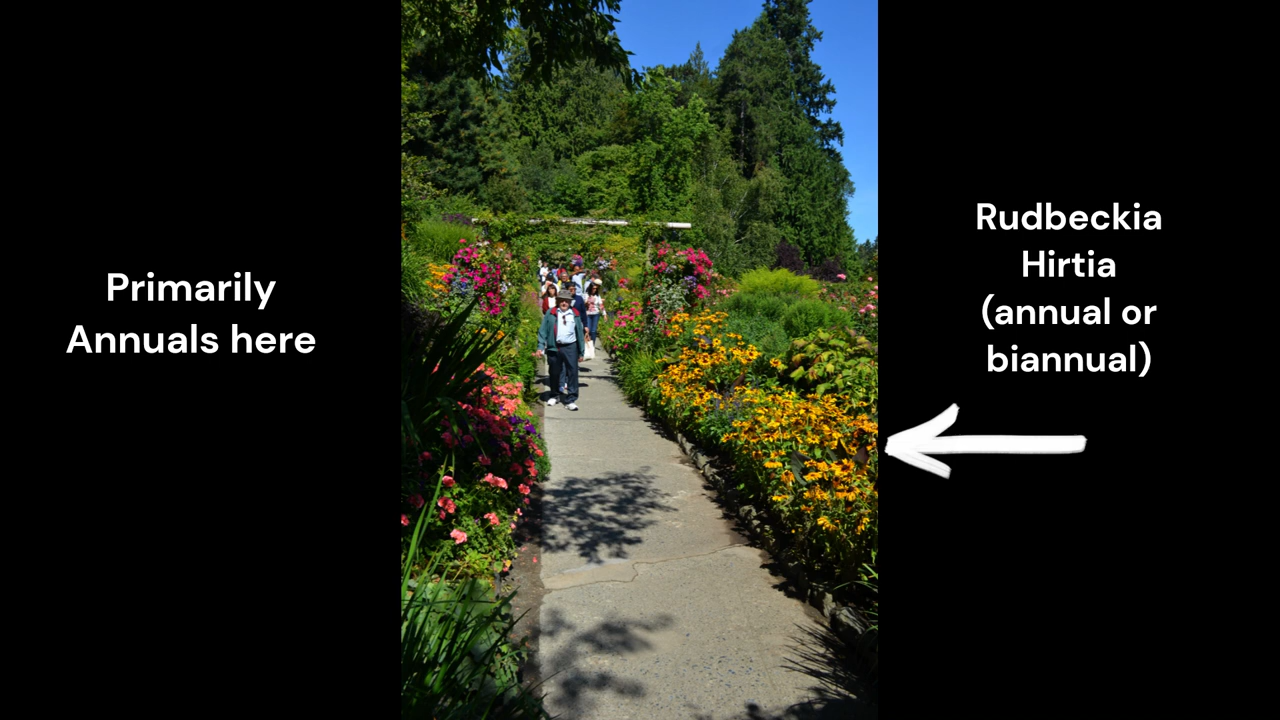 Primarily
Annuals here
Rudbeckia
Hirtia
(annual or
biannual)